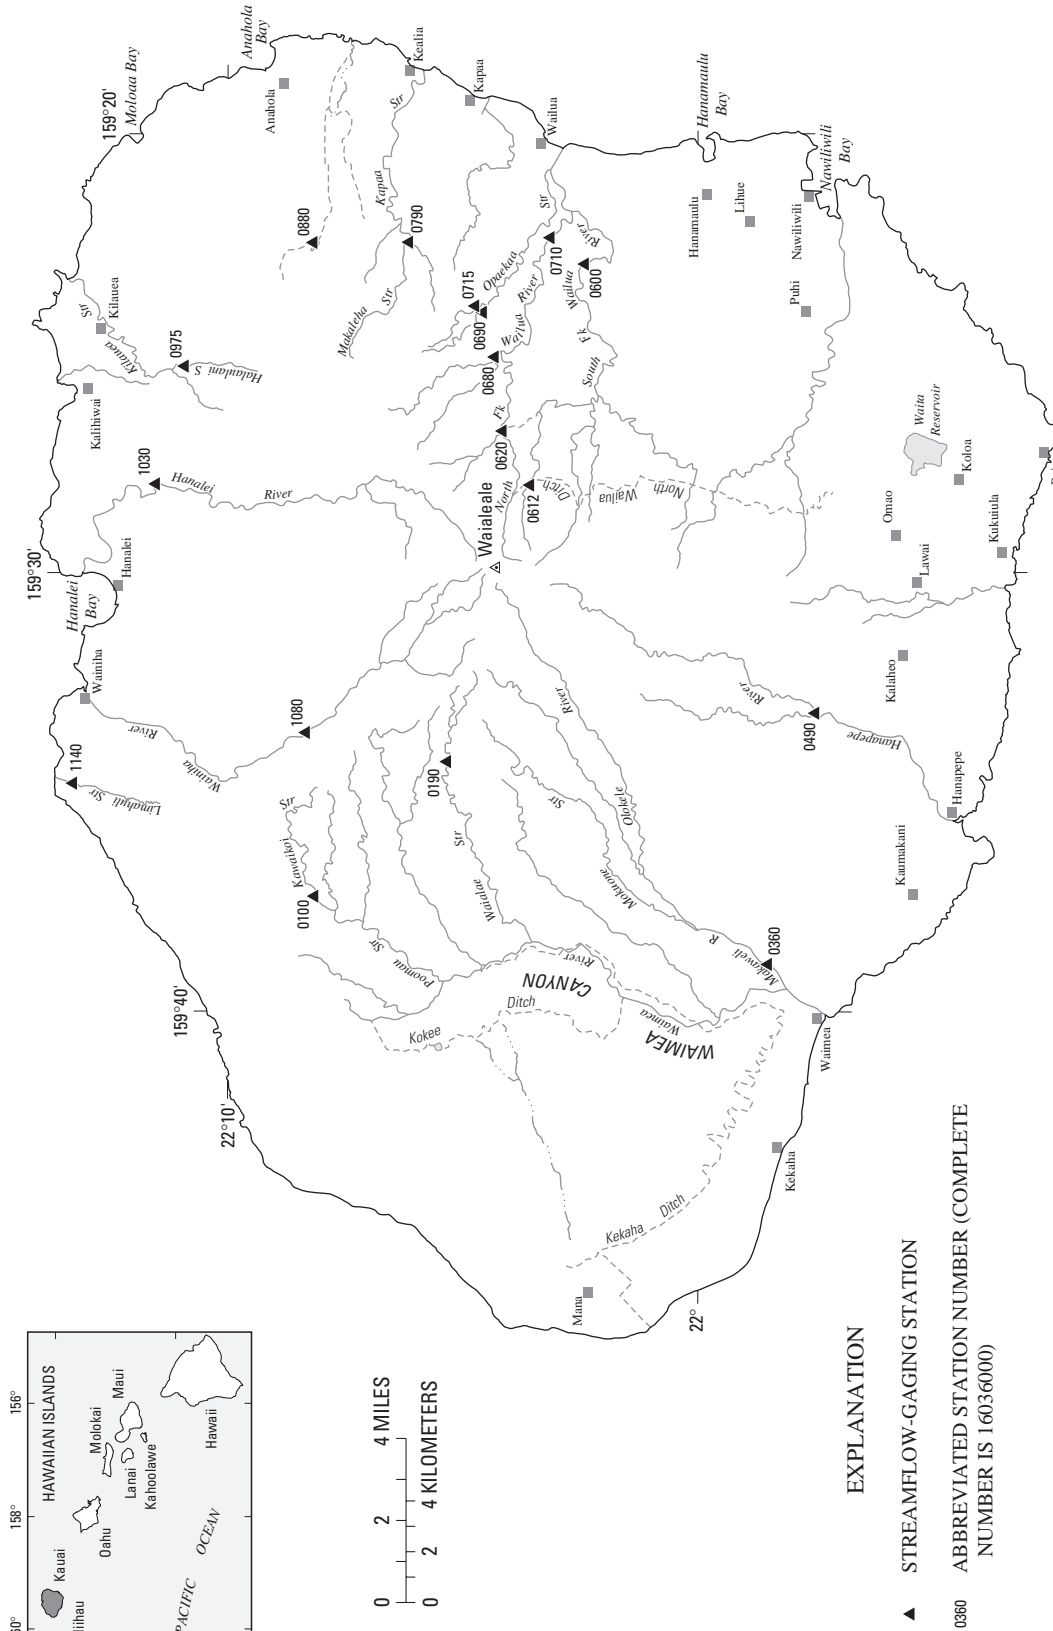 159°30'
159°20'
159°40'
22°10'
22°
Moloaa Bay
Anahola
Bay
Anahola
Kealia
Kapaa
Wailua
Hanamaulu
Bay
Hanamaulu
Lihue
Nawiliwili
Nawiliwili
Bay
Puhi
Waita
Reservoir
Koloa
Omao
Lawai
Kukuiula
Kalaheo
Hanapepe
Kaumakani
Waimea
Kekaha
Mana
Kilauea
Kalihiwai
Hanalei
Hanalei
Bay
Wainiha
Waialeale
Kilauea
Str
Halaulani S
Hanalei
River
Wainiha
River
Limahuli
Str
Kawaikoi
Str
Poomau
Str
Waialae
Str
Mokuone
Str
Olokele
River
Makaweli
R
Waimea
River
WAIMEA
CANYON
Kokee
Ditch
Kekaha
Ditch
Hanapepe
River
Makaleha
Str
Kapaa
Str
Opaekaa
Str
North
Fk
Wailua
River
South
Fk
Wailua
River
North
Wailua
Ditch
0880
0790
0715
0710
0690
0680
0600
0620
0612
0975
1030
1080
1140
0190
0100
0490
0360
156°
158°
HAWAIIAN ISLANDS
Kauai
Oahu
Molokai
Maui
Lanai
Kahoolawe
Hawaii
PACIFIC
OCEAN
0
2
4 MILES
0
2
4 KILOMETERS
EXPLANATION
STREAMFLOW-GAGING STATION
0360
ABBREVIATED STATION NUMBER (COMPLETE
NUMBER IS 16036000)